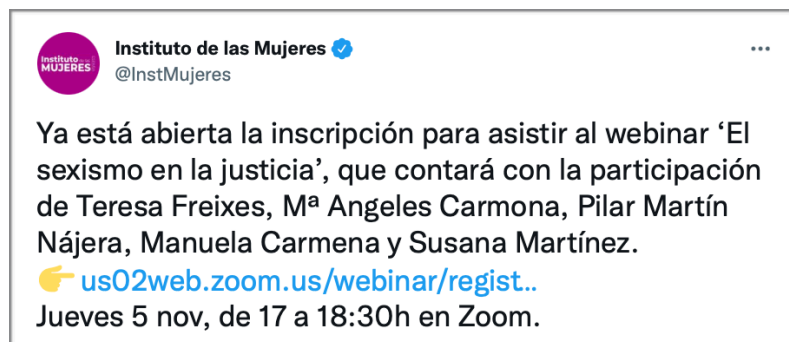 Instituto de las Mujeres
@InstMujeres
Instituto de las
MUJERES
Ya está abierta la inscripción para asistir al webinar ‘El
sexismo en la justicia’, que contará con la participación
de Teresa Freixes, Mª Angeles Carmona, Pilar Martín
Nájera, Manuela Carmena y Susana Martínez.
👉 us02web.zoom.us/webinar/regist…
Jueves 5 nov, de 17 a 18:30h en Zoom.